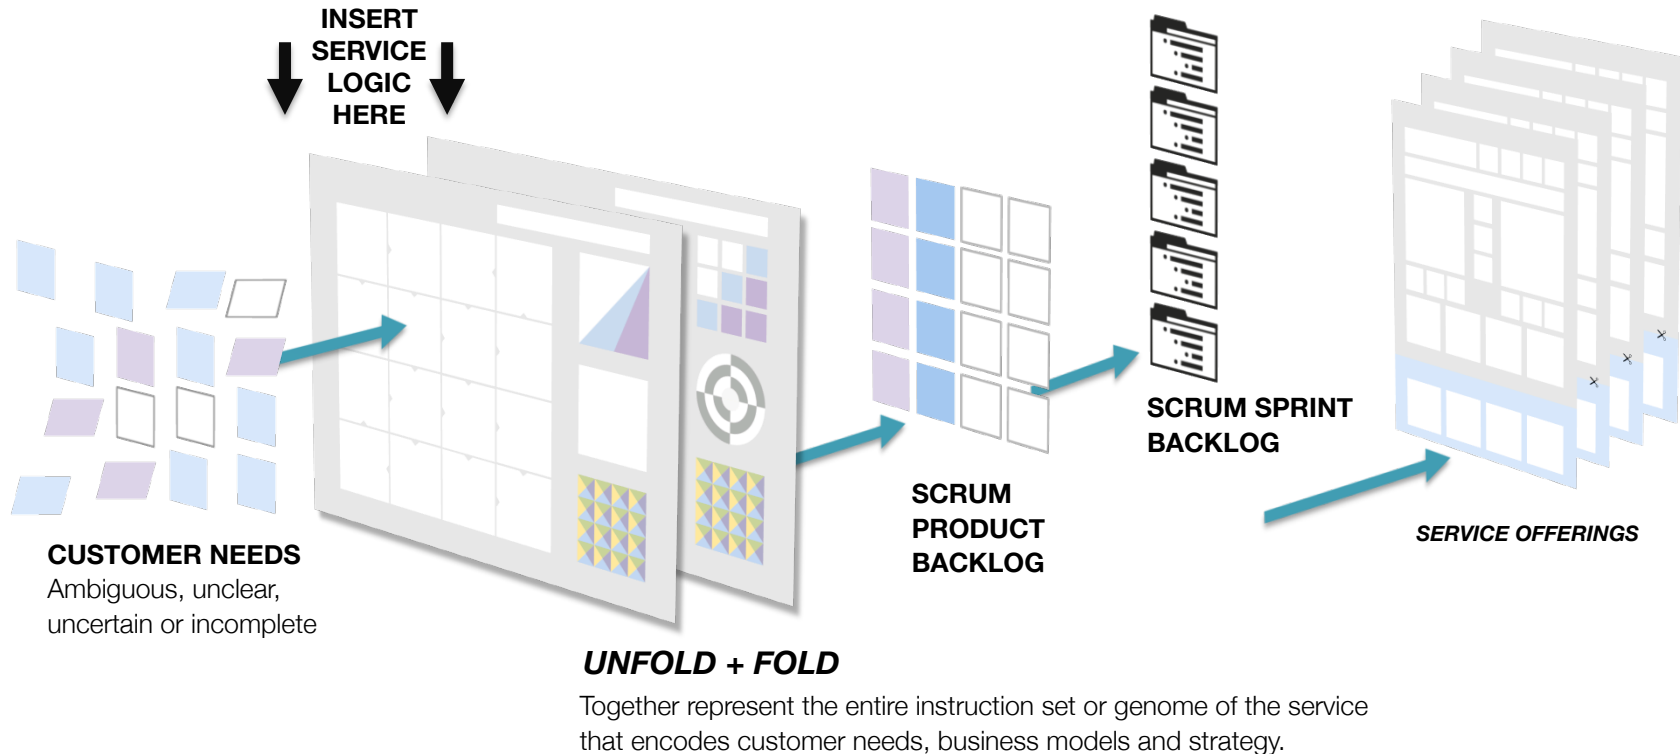 INSERT
SERVICE
LOGIC
HERE
CUSTOMER NEEDS
Ambiguous, unclear,
uncertain or incomplete
UNFOLD + FOLD
Together represent the entire instruction set or genome of the service
that encodes customer needs, business models and strategy.
SCRUM
PRODUCT
BACKLOG
SCRUM SPRINT
BACKLOG
SERVICE OFFERINGS